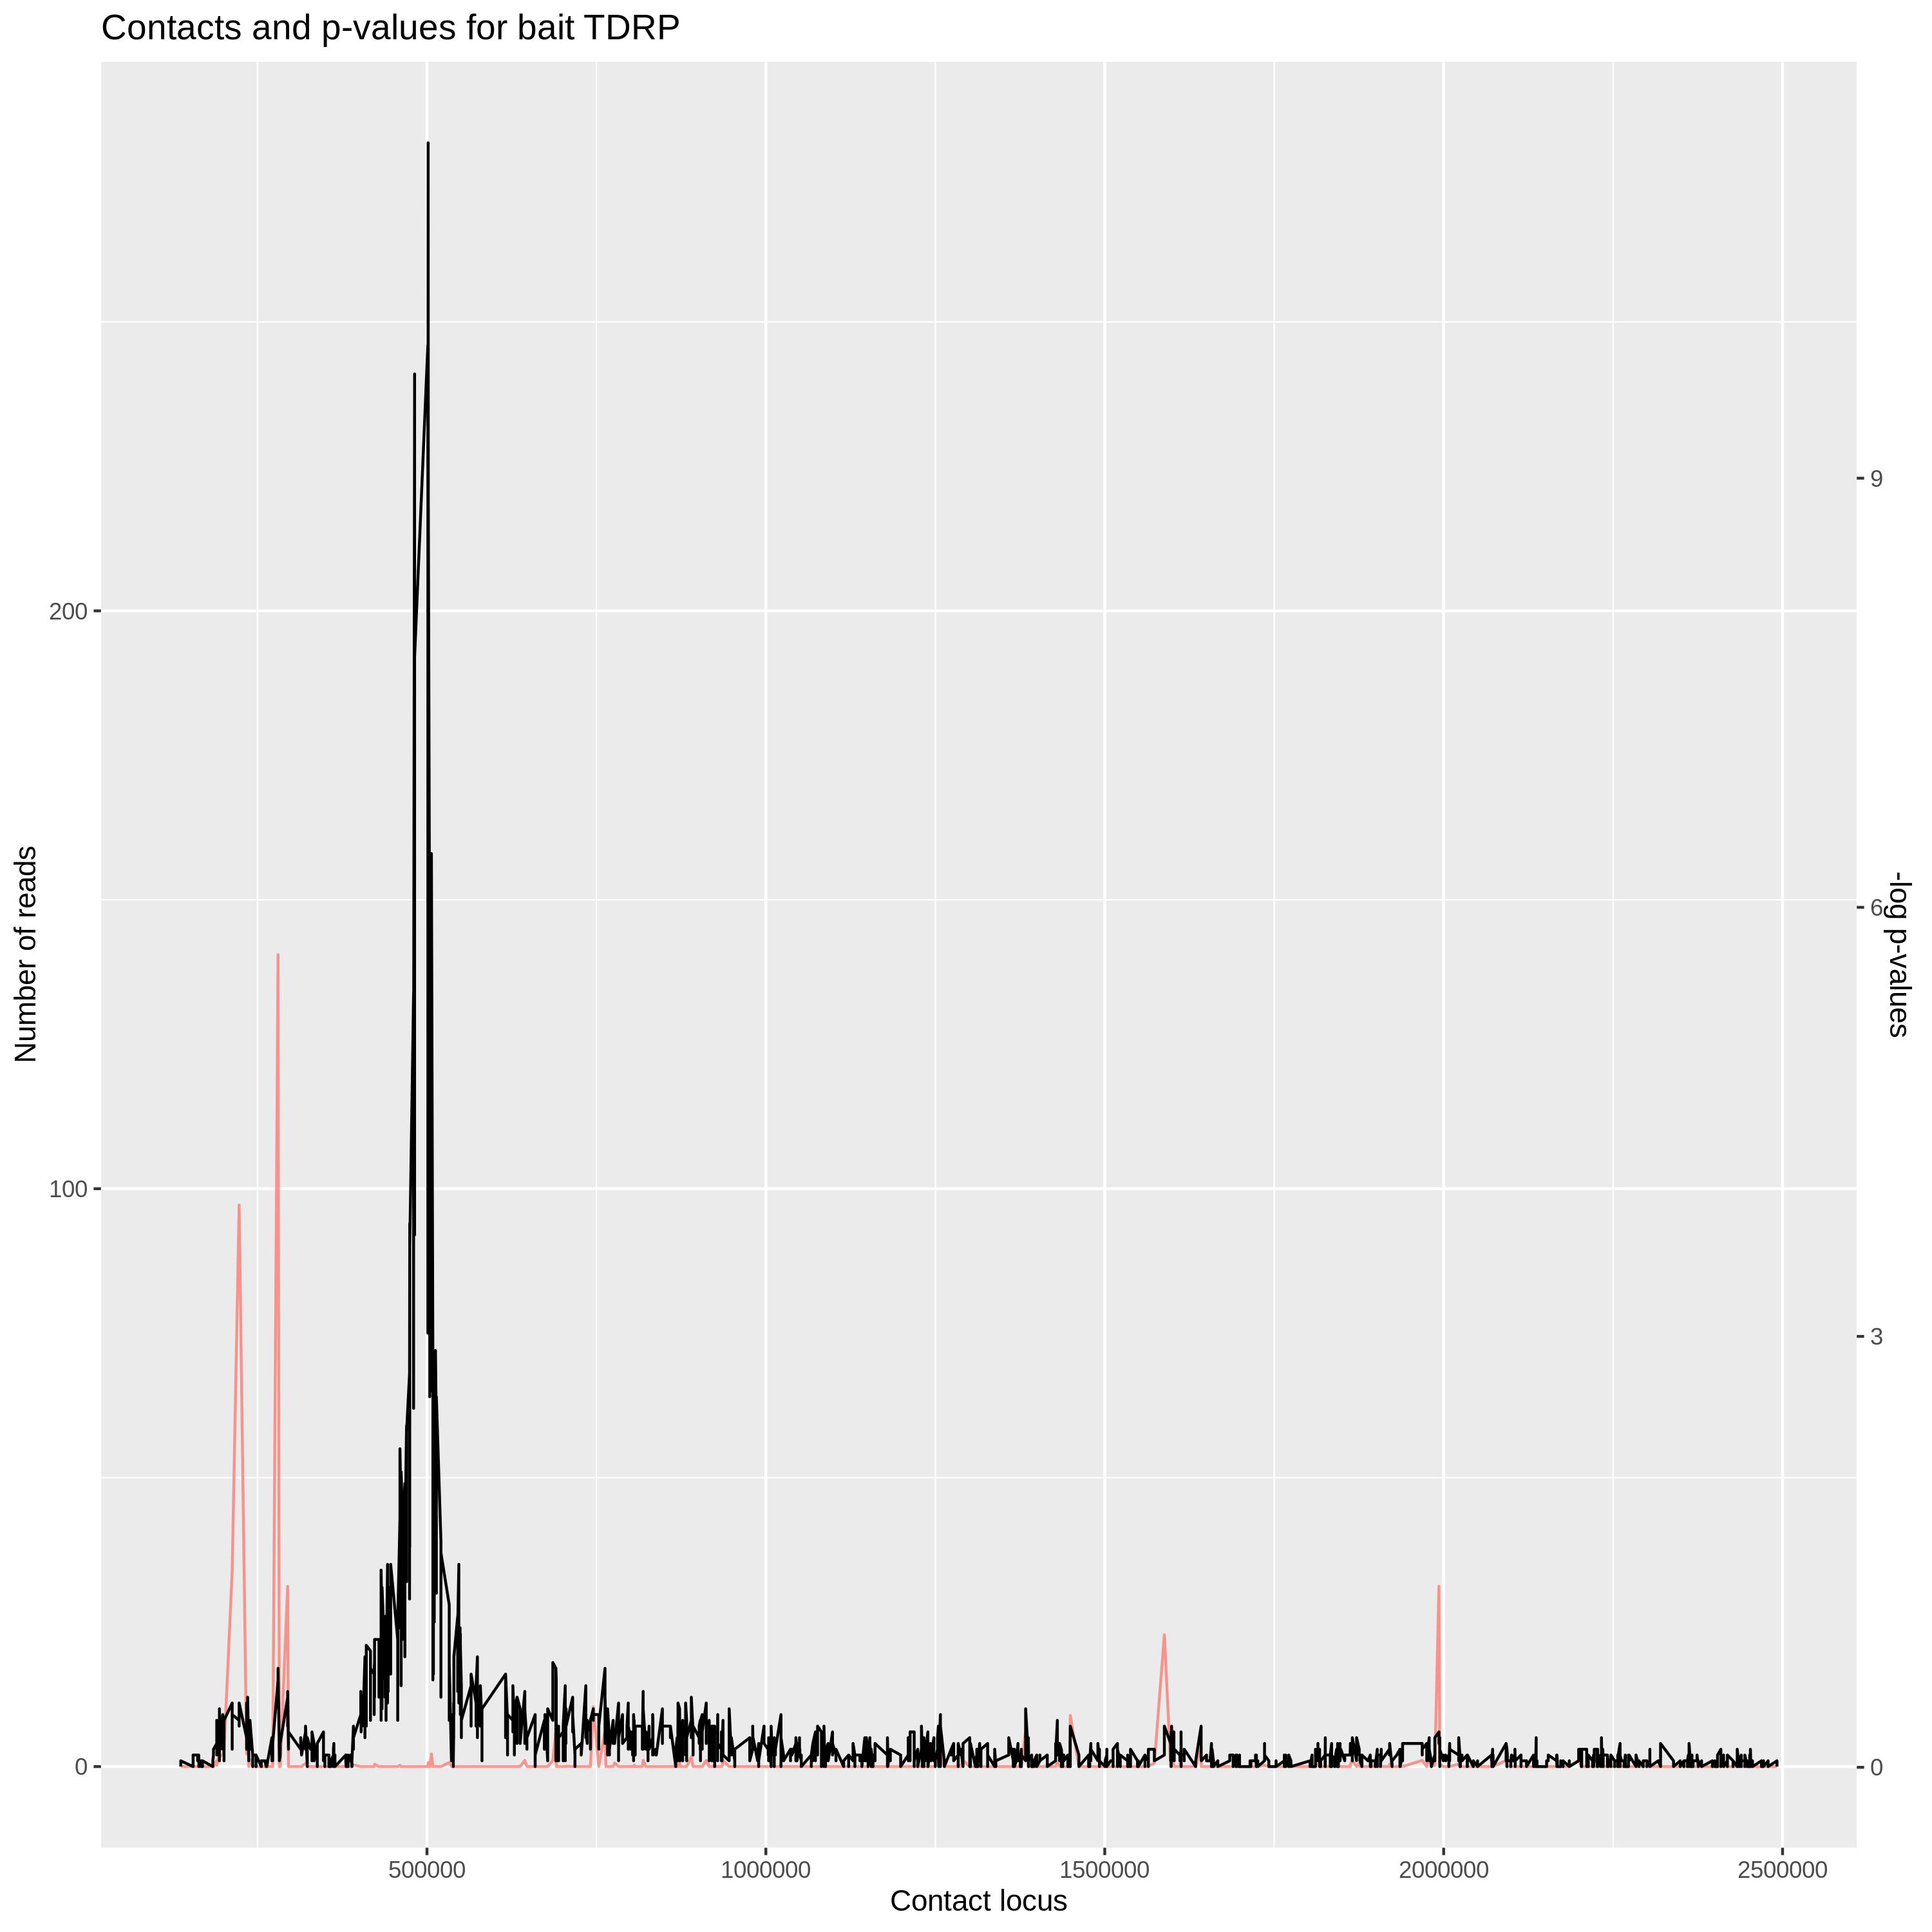 Contacts and p-values for bait TDRP
Number of reads
200
100
0
9
6
3
0
-log p-values
500000 1000000 1500000 2000000 2500000
Contact locus